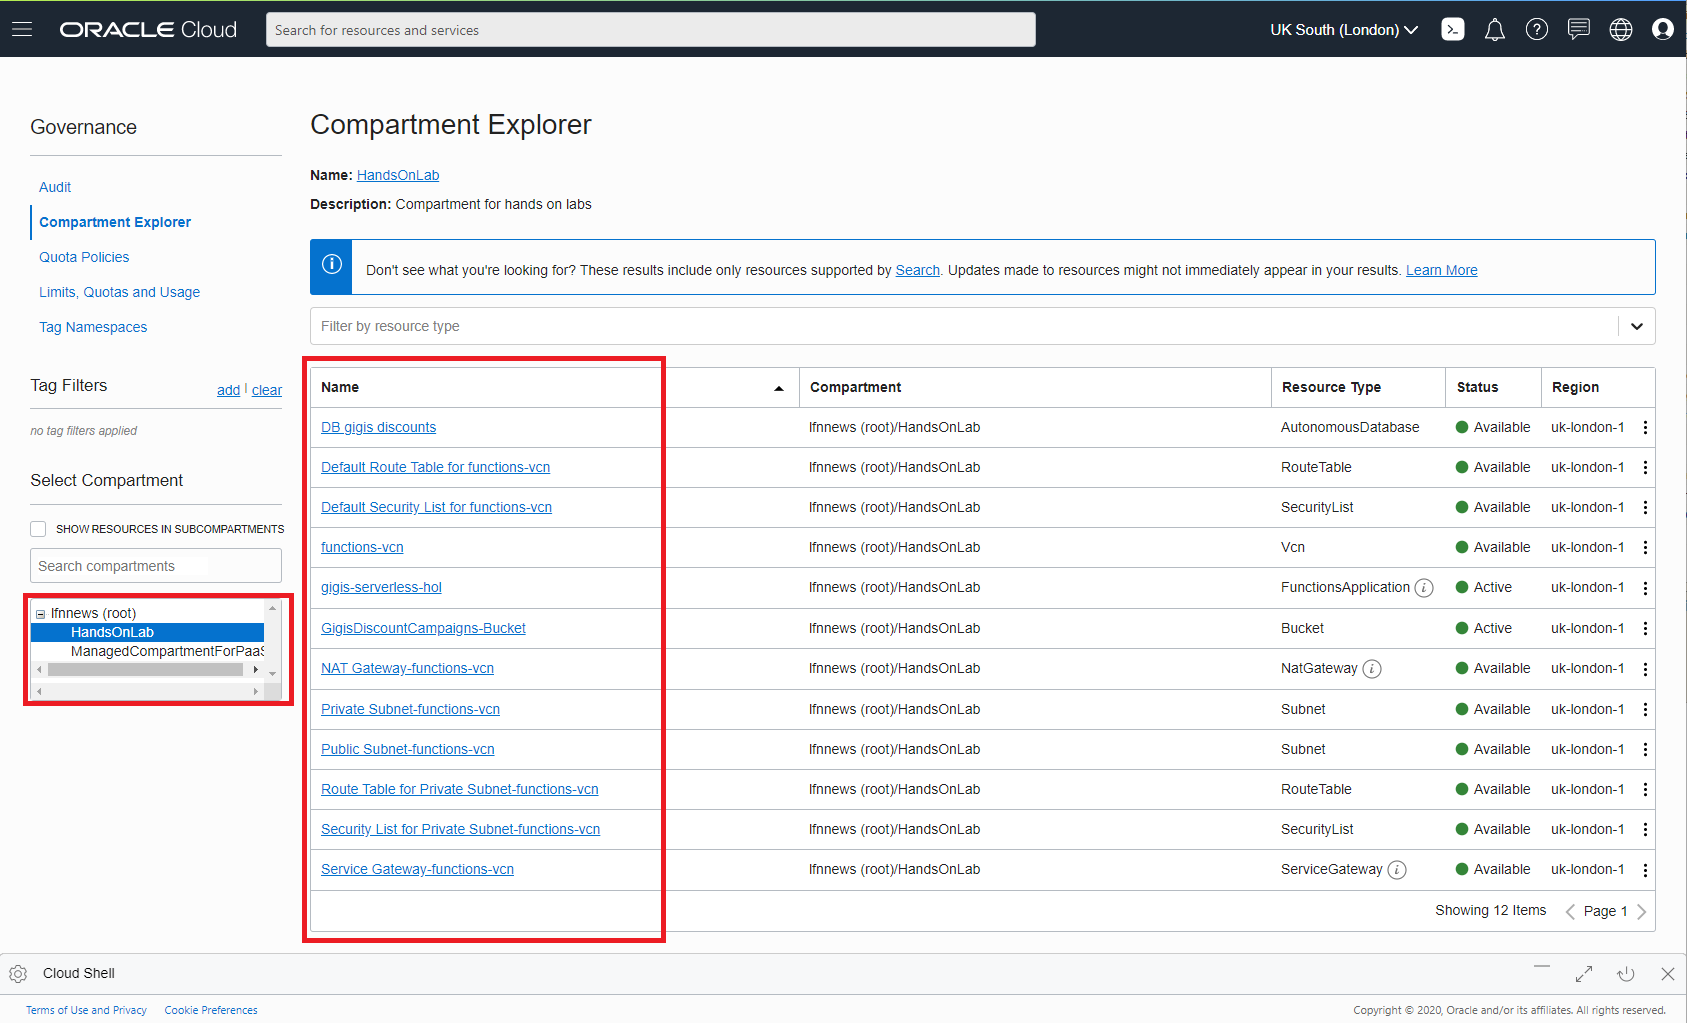 ORACLE Cloud
Search for resources and services
UK South (London)
Governance
Audit
Compartment Explorer
Quota Policies
Limits, Quotas and Usage
Tag Namespaces
Tag Filters
add | clear
no tag filters applied
Select Compartment
SHOW RESOURCES IN SUBCOMPARTMENTS
Search compartments
lfnnews (root)
HandsOnLab
ManagedCompartmentForPaaS
Compartment Explorer
Name: HandsOnLab
Description: Compartment for hands on labs
Don't see what you're looking for? These results include only resources supported by Search. Updates made to resources might not immediately appear in your results. Learn More
Filter by resource type
Name Compartment Resource Type Status Region
DB gigis discounts lfnnews (root)/HandsOnLab AutonomousDatabase Available uk-london-1
Default Route Table for functions-vcn lfnnews (root)/HandsOnLab RouteTable Available uk-london-1
Default Security List for functions-vcn lfnnews (root)/HandsOnLab SecurityList Available uk-london-1
functions-vcn lfnnews (root)/HandsOnLab Vcn Available uk-london-1
gigis-serverless-hol lfnnews (root)/HandsOnLab FunctionsApplication Active uk-london-1
GigisDiscountCampaigns-Bucket lfnnews (root)/HandsOnLab Bucket Active uk-london-1
NAT Gateway-functions-vcn lfnnews (root)/HandsOnLab NatGateway Available uk-london-1
Private Subnet-functions-vcn lfnnews (root)/HandsOnLab Subnet Available uk-london-1
Public Subnet-functions-vcn lfnnews (root)/HandsOnLab Subnet Available uk-london-1
Route Table for Private Subnet-functions-vcn lfnnews (root)/HandsOnLab RouteTable Available uk-london-1
Security List for Private Subnet-functions-vcn lfnnews (root)/HandsOnLab SecurityList Available uk-london-1
Service Gateway-functions-vcn lfnnews (root)/HandsOnLab ServiceGateway Available uk-london-1
Showing 12 Items < Page 1 >
Cloud Shell
Terms of Use and Privacy Cookie Preferences
Copyright © 2020, Oracle and/or its affiliates. All rights reserved.